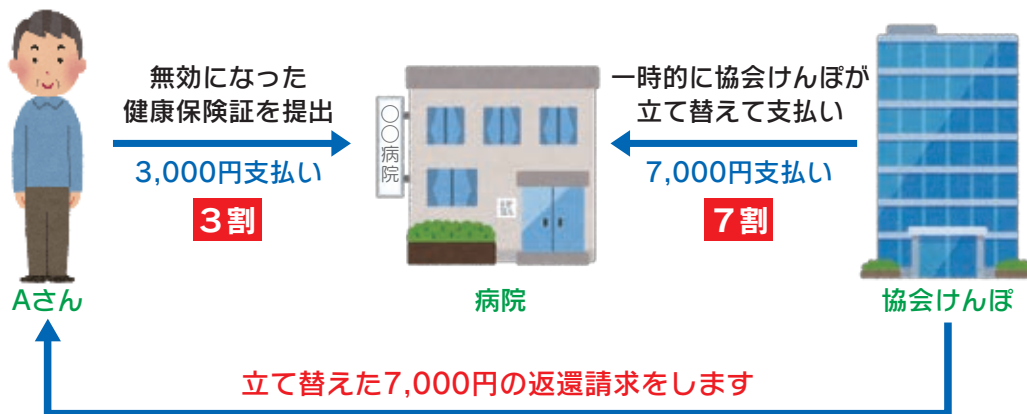 無効になった
健康保険証を提出
3,000円支払い
3割
○○病院
一時的に協会けんぽが
立て替えて支払い
7,000円支払い
7割
Aさん
病院
協会けんぽ
立て替えた7,000円の返還請求をします